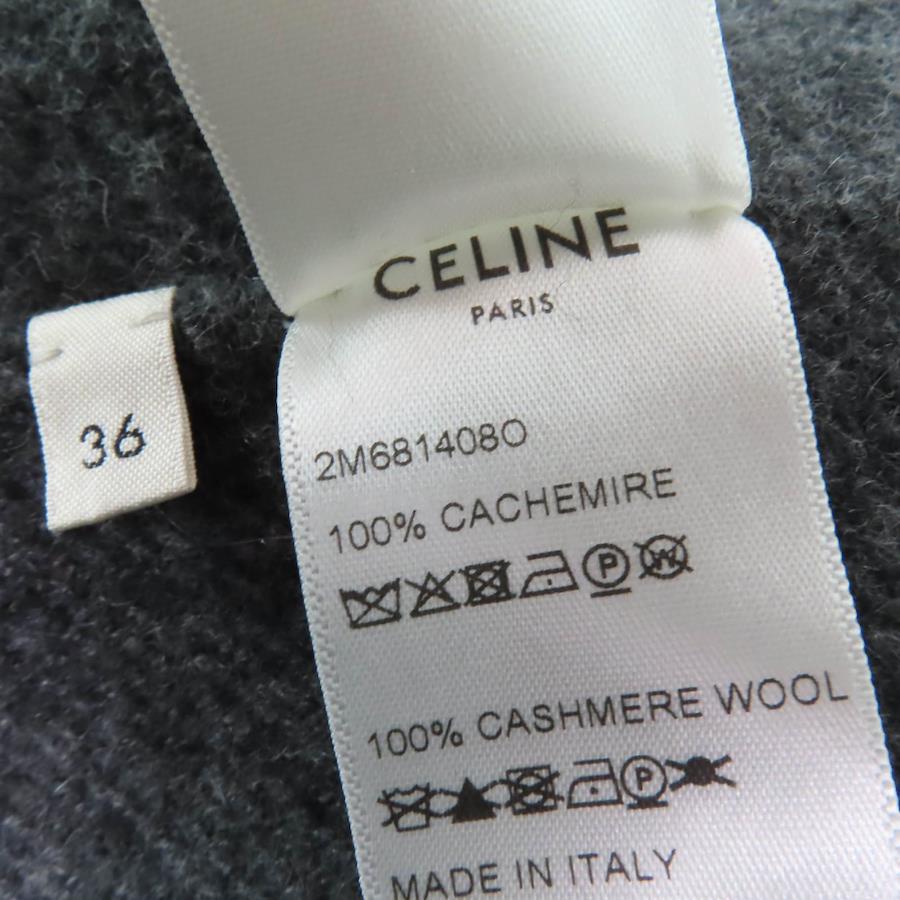 CELINE
PARIS
36
2M681408O
100% CACHEMIRE
P W
100% CASHMERE WOOL
P
MADE IN ITALY